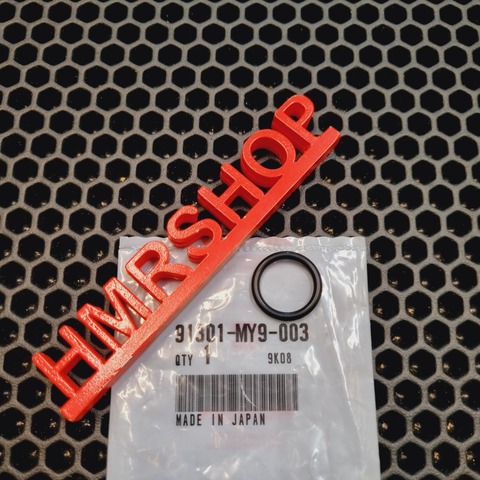 HMRSHOP
91301-MY9-003
QTY 1 9K08
MADE IN JAPAN